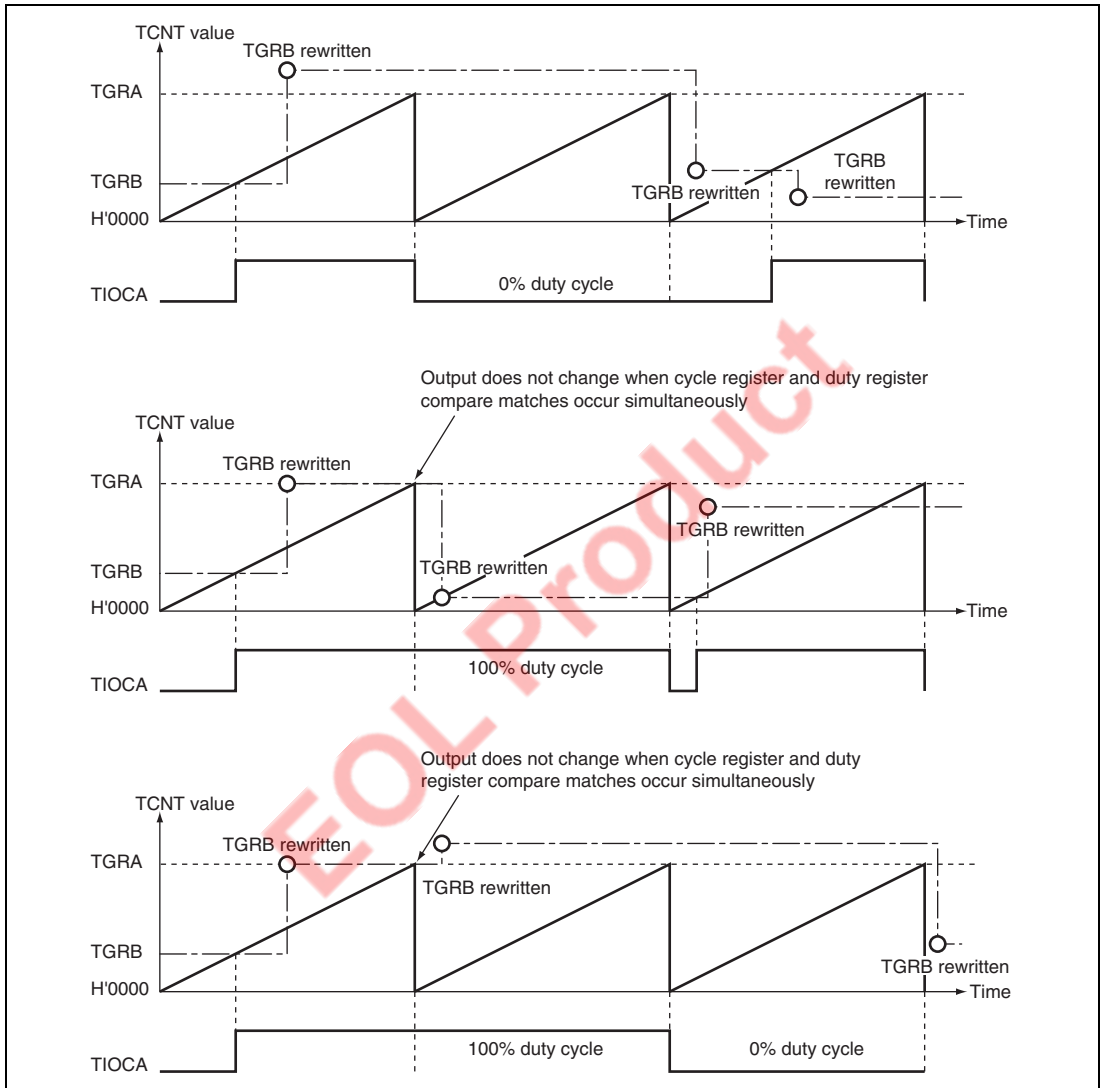 TCNT value
TGRB rewritten
TGRA
TGRB
rewritten
TGRB
TGRB rewritten
H'0000
Time
0% duty cycle
TIOCA
Output does not change when cycle register and duty register
compare matches occur simultaneously
TCNT value
TGRB rewritten
TGRA
TGRB rewritten
TGRB rewritten
TGRB
H'0000
Time
100% duty cycle
TIOCA
Output does not change when cycle register and duty
register compare matches occur simultaneously
TCNT value
TGRB rewritten
TGRA
TGRB rewritten
TGRB
TGRB rewritten
H'0000
Time
100% duty cycle
0% duty cycle
TIOCA
EOL Product